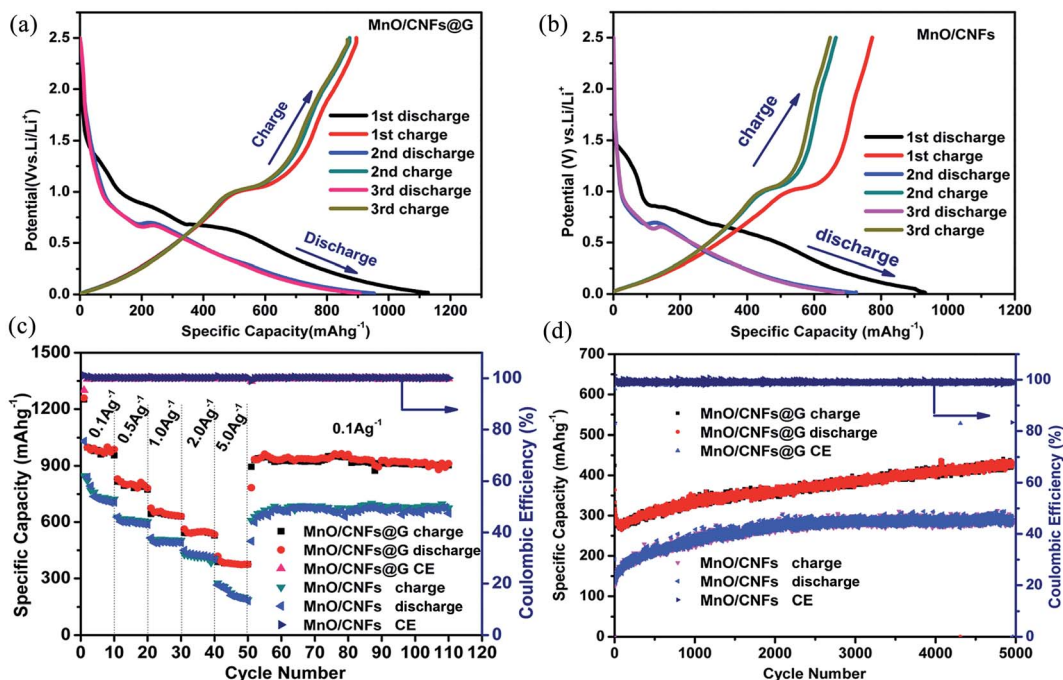 (a)
MnO/CNFs@G
2.5
2.0
1.5
1.0
0.5
0.0
Potential(Vvs.Li/Li⁺
Charge
1st discharge
1st charge
2nd discharge
2nd charge
3rd discharge
3rd charge
Discharge
0 200 400 600 800 1000 1200
Specific Capacity(mAhg⁻¹
(b)
MnO/CNFs
2.5
2.0
1.5
1.0
0.5
0.0
Potential (V) vs.Li/Li⁺
charge
1st discharge
1st charge
2nd discharge
2nd charge
3rd discharge
3rd charge
discharge
0 200 400 600 800 1000 1200
Specific Capacity (mAhg⁻¹
(c)
1500
1200
900
600
300
0
Specific Capacity (mAhg⁻¹)
0.1Ag⁻¹
0.5Ag⁻¹
1.0Ag⁻¹
2.0Ag⁻¹
5.0Ag⁻¹
0.1Ag⁻¹
MnO/CNFs@G charge
MnO/CNFs@G discharge
MnO/CNFs@G CE
MnO/CNFs charge
MnO/CNFs discharge
MnO/CNFs CE
100
80
60
40
20
0
Coulombic Efficiency (%)
0 10 20 30 40 50 60 70 80 90 100 110 120
Cycle Number
(d)
700
600
500
400
300
200
100
0
Specific Capacity (mAhg⁻¹)
MnO/CNFs@G charge
MnO/CNFs@G discharge
MnO/CNFs@G CE
MnO/CNFs charge
MnO/CNFs discharge
MnO/CNFs CE
100
80
60
40
20
0
Coulombic Efficiency (%)
0 1000 2000 3000 4000 5000
Cycle Number